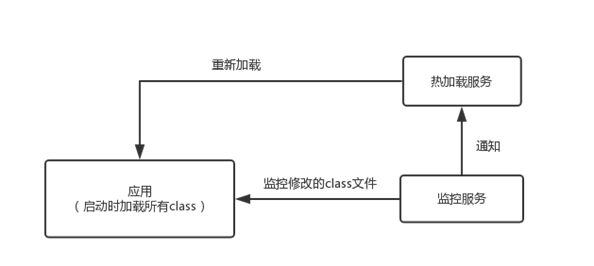 重新加载
热加载服务
通知
应用
（启动时加载所有class）
监控修改的class文件
监控服务